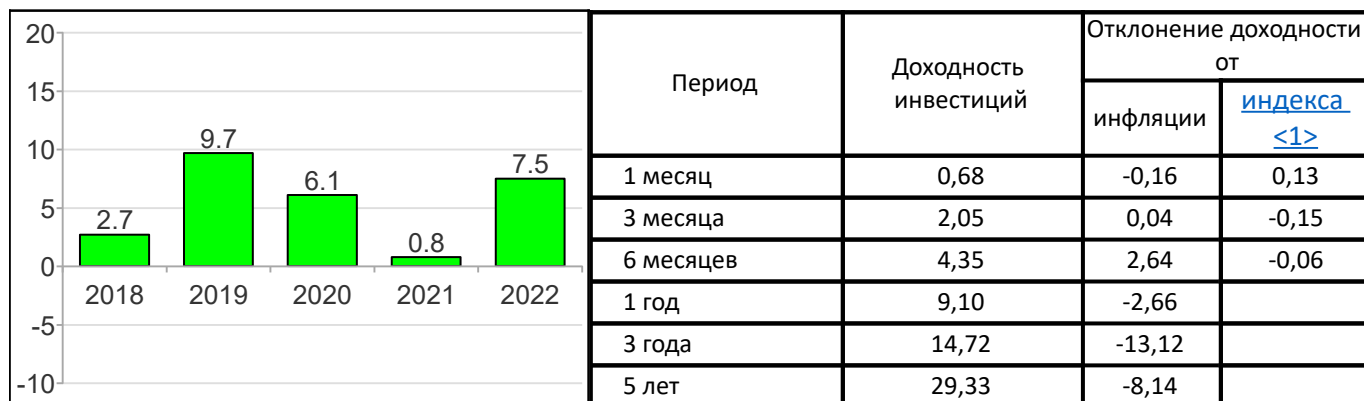 20
15
10
5
0
-5
-10
2.7
9.7
6.1
0.8
7.5
2018 2019 2020 2021 2022
Период
Доходность
инвестиций
Отклонение доходности
от
инфляции
индекса
<1>
1 месяц 0,68 -0,16 0,13
3 месяца 2,05 0,04 -0,15
6 месяцев 4,35 2,64 -0,06
1 год 9,10 -2,66
3 года 14,72 -13,12
5 лет 29,33 -8,14